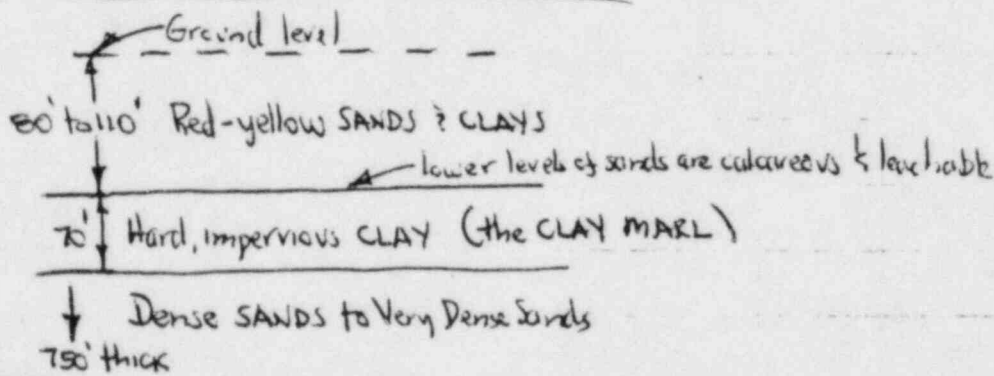 Ground level
80' to 110' Red-yellow SANDS & CLAYS
lower levels of sands are calcareous & leachable
70' Hard, impervious CLAY (the CLAY MARL)
Dense SANDS to Very Dense Sands
750' thick